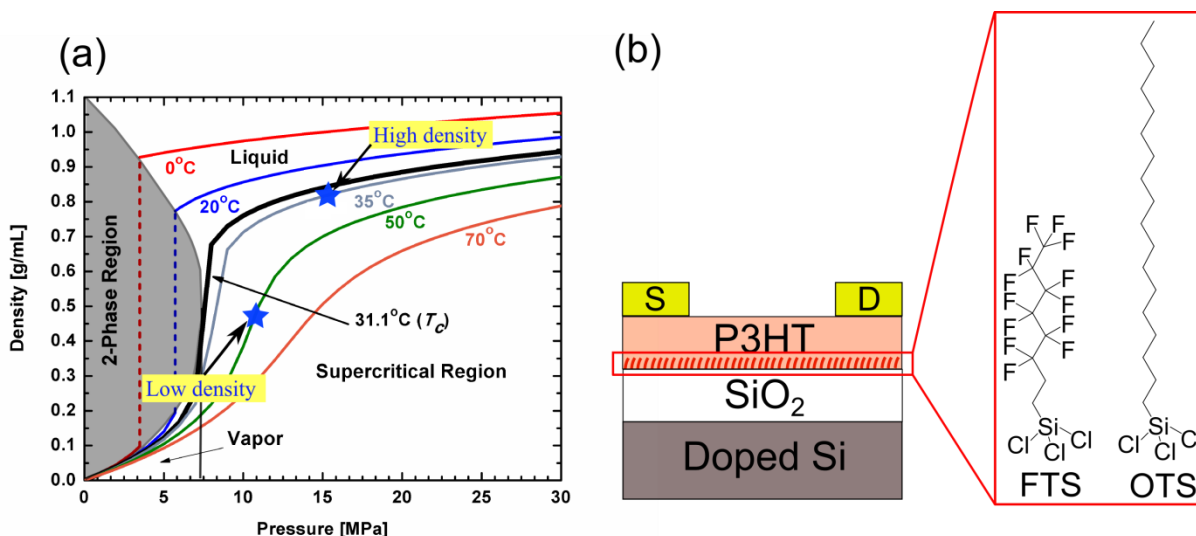 (a)
1.1
1.0
0.9
0.8
0.7
0.6
0.5
0.4
0.3
0.2
0.1
0.0
Density [g/mL]
0 5 10 15 20 25 30
Pressure [MPa]
2-Phase Region
Liquid
High density
0°C
20°C
35°C
50°C
70°C
31.1°C (Tc)
Low density
Supercritical Region
Vapor
(b)
S D
P3HT
SiO2
Doped Si
F
F
F
F
F
F
F
F
F
F
F
F
F
Si
Cl Cl Cl
FTS
Si
Cl Cl Cl
OTS